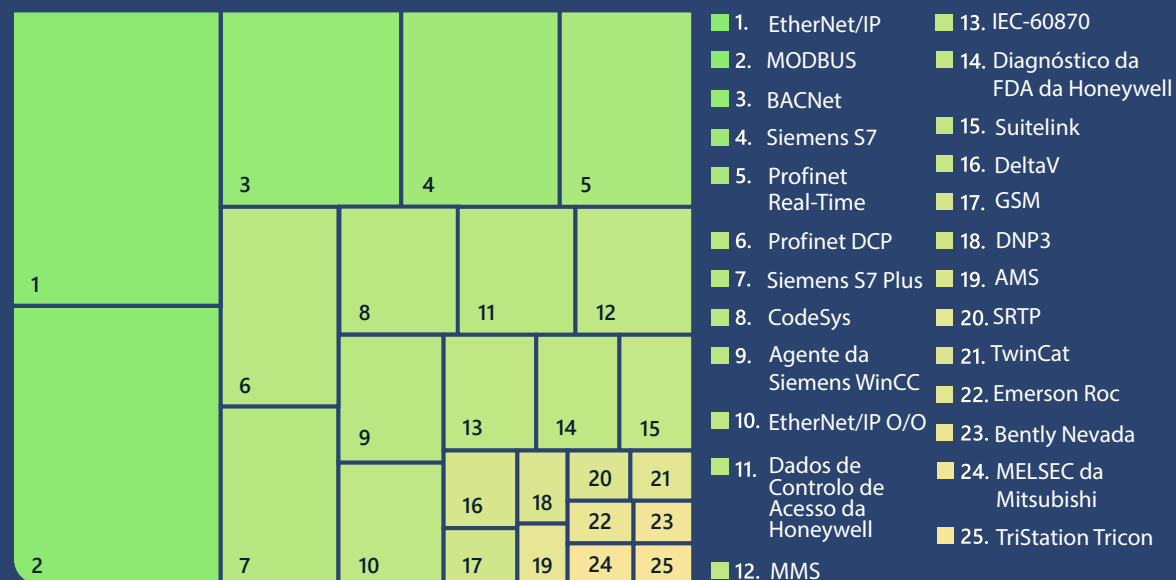 1
2
3
4
5
6
7
8
11
12
9
10
13
14
15
16
17
18
19
20
21
22
23
24
25
1. EtherNet/IP
2. MODBUS
3. BACNet
4. Siemens S7
5. Profinet
Real-Time
6. Profinet DCP
7. Siemens S7 Plus
8. CodeSys
9. Agente da
Siemens WinCC
10. EtherNet/IP O/O
11. Dados de
Controlo de
Acesso da
Honeywell
12. MMS
13. IEC-60870
14. Diagnóstico da
FDA da Honeywell
15. Suitelink
16. DeltaV
17. GSM
18. DNP3
19. AMS
20. SRTP
21. TwinCat
22. Emerson Roc
23. Bently Nevada
24. MELSEC da
Mitsubishi
25. TriStation Tricon